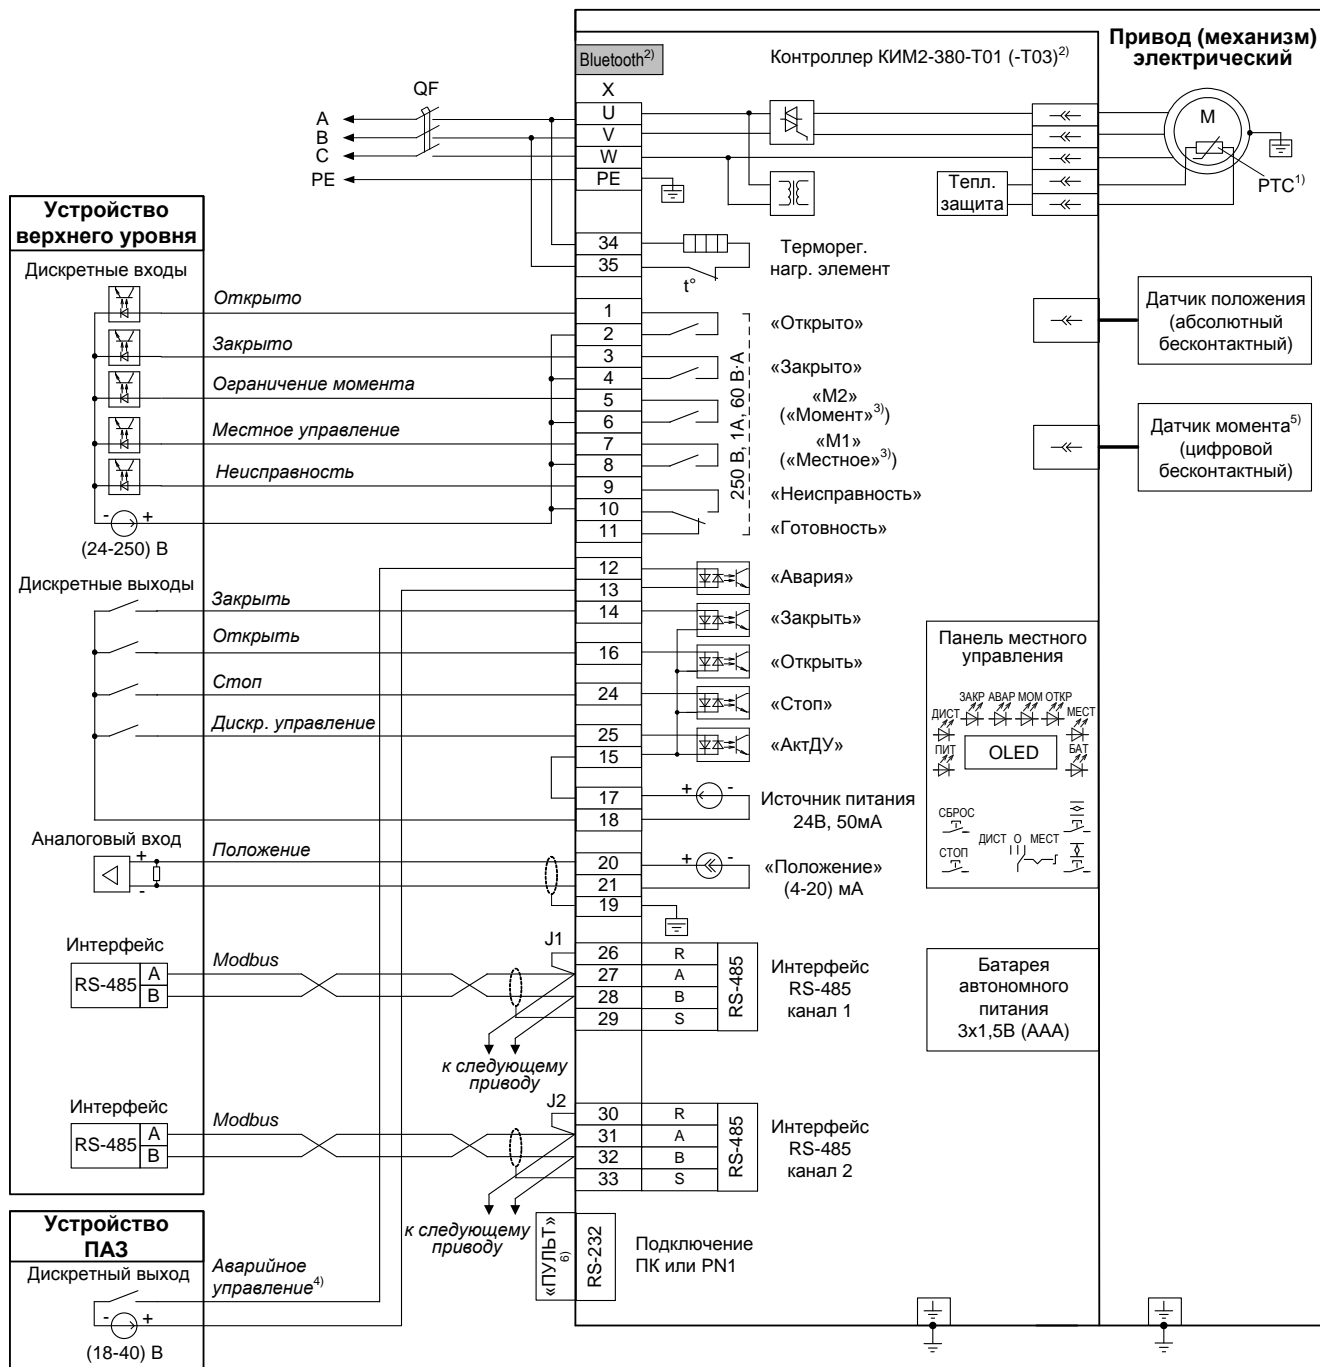 Привод (механизм)
электрический
Bluetooth2)
Контроллер КИМ2-380-Т01 (-Т03)2)
QF
X
A
B
C
PE
U
V
W
PE
M
PTC1)
Тепл.
защита
Устройство
верхнего уровня
Дискретные входы
34
35
t°
Терморег.
нагр. элемент
Открыто
Закрыто
Ограничение момента
Местное управление
Неисправность
- +
(24-250) В
1
2
3
4
5
6
7
8
9
10
11
250 В, 1А, 60 В·А
«Открыто»
«Закрыто»
«М2»
(«Момент»3))
«М1»
(«Местное»3))
«Неисправность»
«Готовность»
Датчик положения
(абсолютный
бесконтактный)
Датчик момента5)
(цифровой
бесконтактный)
Дискретные выходы
Закрыть
Открыть
Стоп
Дискр. управление
12
13
14
16
24
25
15
17
18
«Авария»
«Закрыть»
«Открыть»
«Стоп»
«АктДУ»
+ -
Источник питания
24В, 50мА
Панель местного
управления
ЗАКР АВАР МОМ ОТКР
ДИСТ
МЕСТ
ПИТ
OLED
БАТ
СБРОС
СТОП
ДИСТ О МЕСТ
Аналоговый вход
+
-
Положение
20
21
19
+ -
«Положение»
(4-20) мА
Интерфейс
RS-485
A
B
Modbus
J1
26
27
28
29
R
A
B
S
RS-485
Интерфейс
RS-485
канал 1
к следующему
приводу
Батарея
автономного
питания
3х1,5В (ААА)
Интерфейс
RS-485
A
B
Modbus
J2
30
31
32
33
R
A
B
S
RS-485
Интерфейс
RS-485
канал 2
к следующему
приводу
«ПУЛЬТ»
6)
RS-232
Подключение
ПК или PN1
Устройство
ПАЗ
Дискретный выход
Аварийное
управление4)
- +
(18-40) В